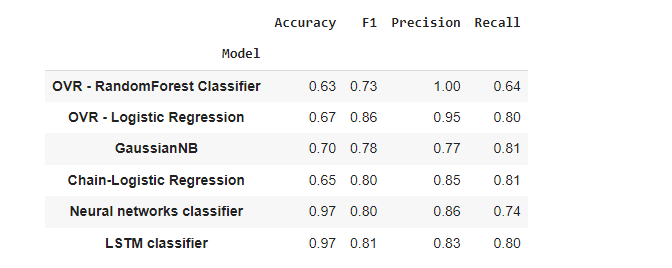 Accuracy F1 Precision Recall
Model
OVR - RandomForest Classifier 0.63 0.73 1.00 0.64
OVR - Logistic Regression 0.67 0.86 0.95 0.80
GaussianNB 0.70 0.78 0.77 0.81
Chain-Logistic Regression 0.65 0.80 0.85 0.81
Neural networks classifier 0.97 0.80 0.86 0.74
LSTM classifier 0.97 0.81 0.83 0.80